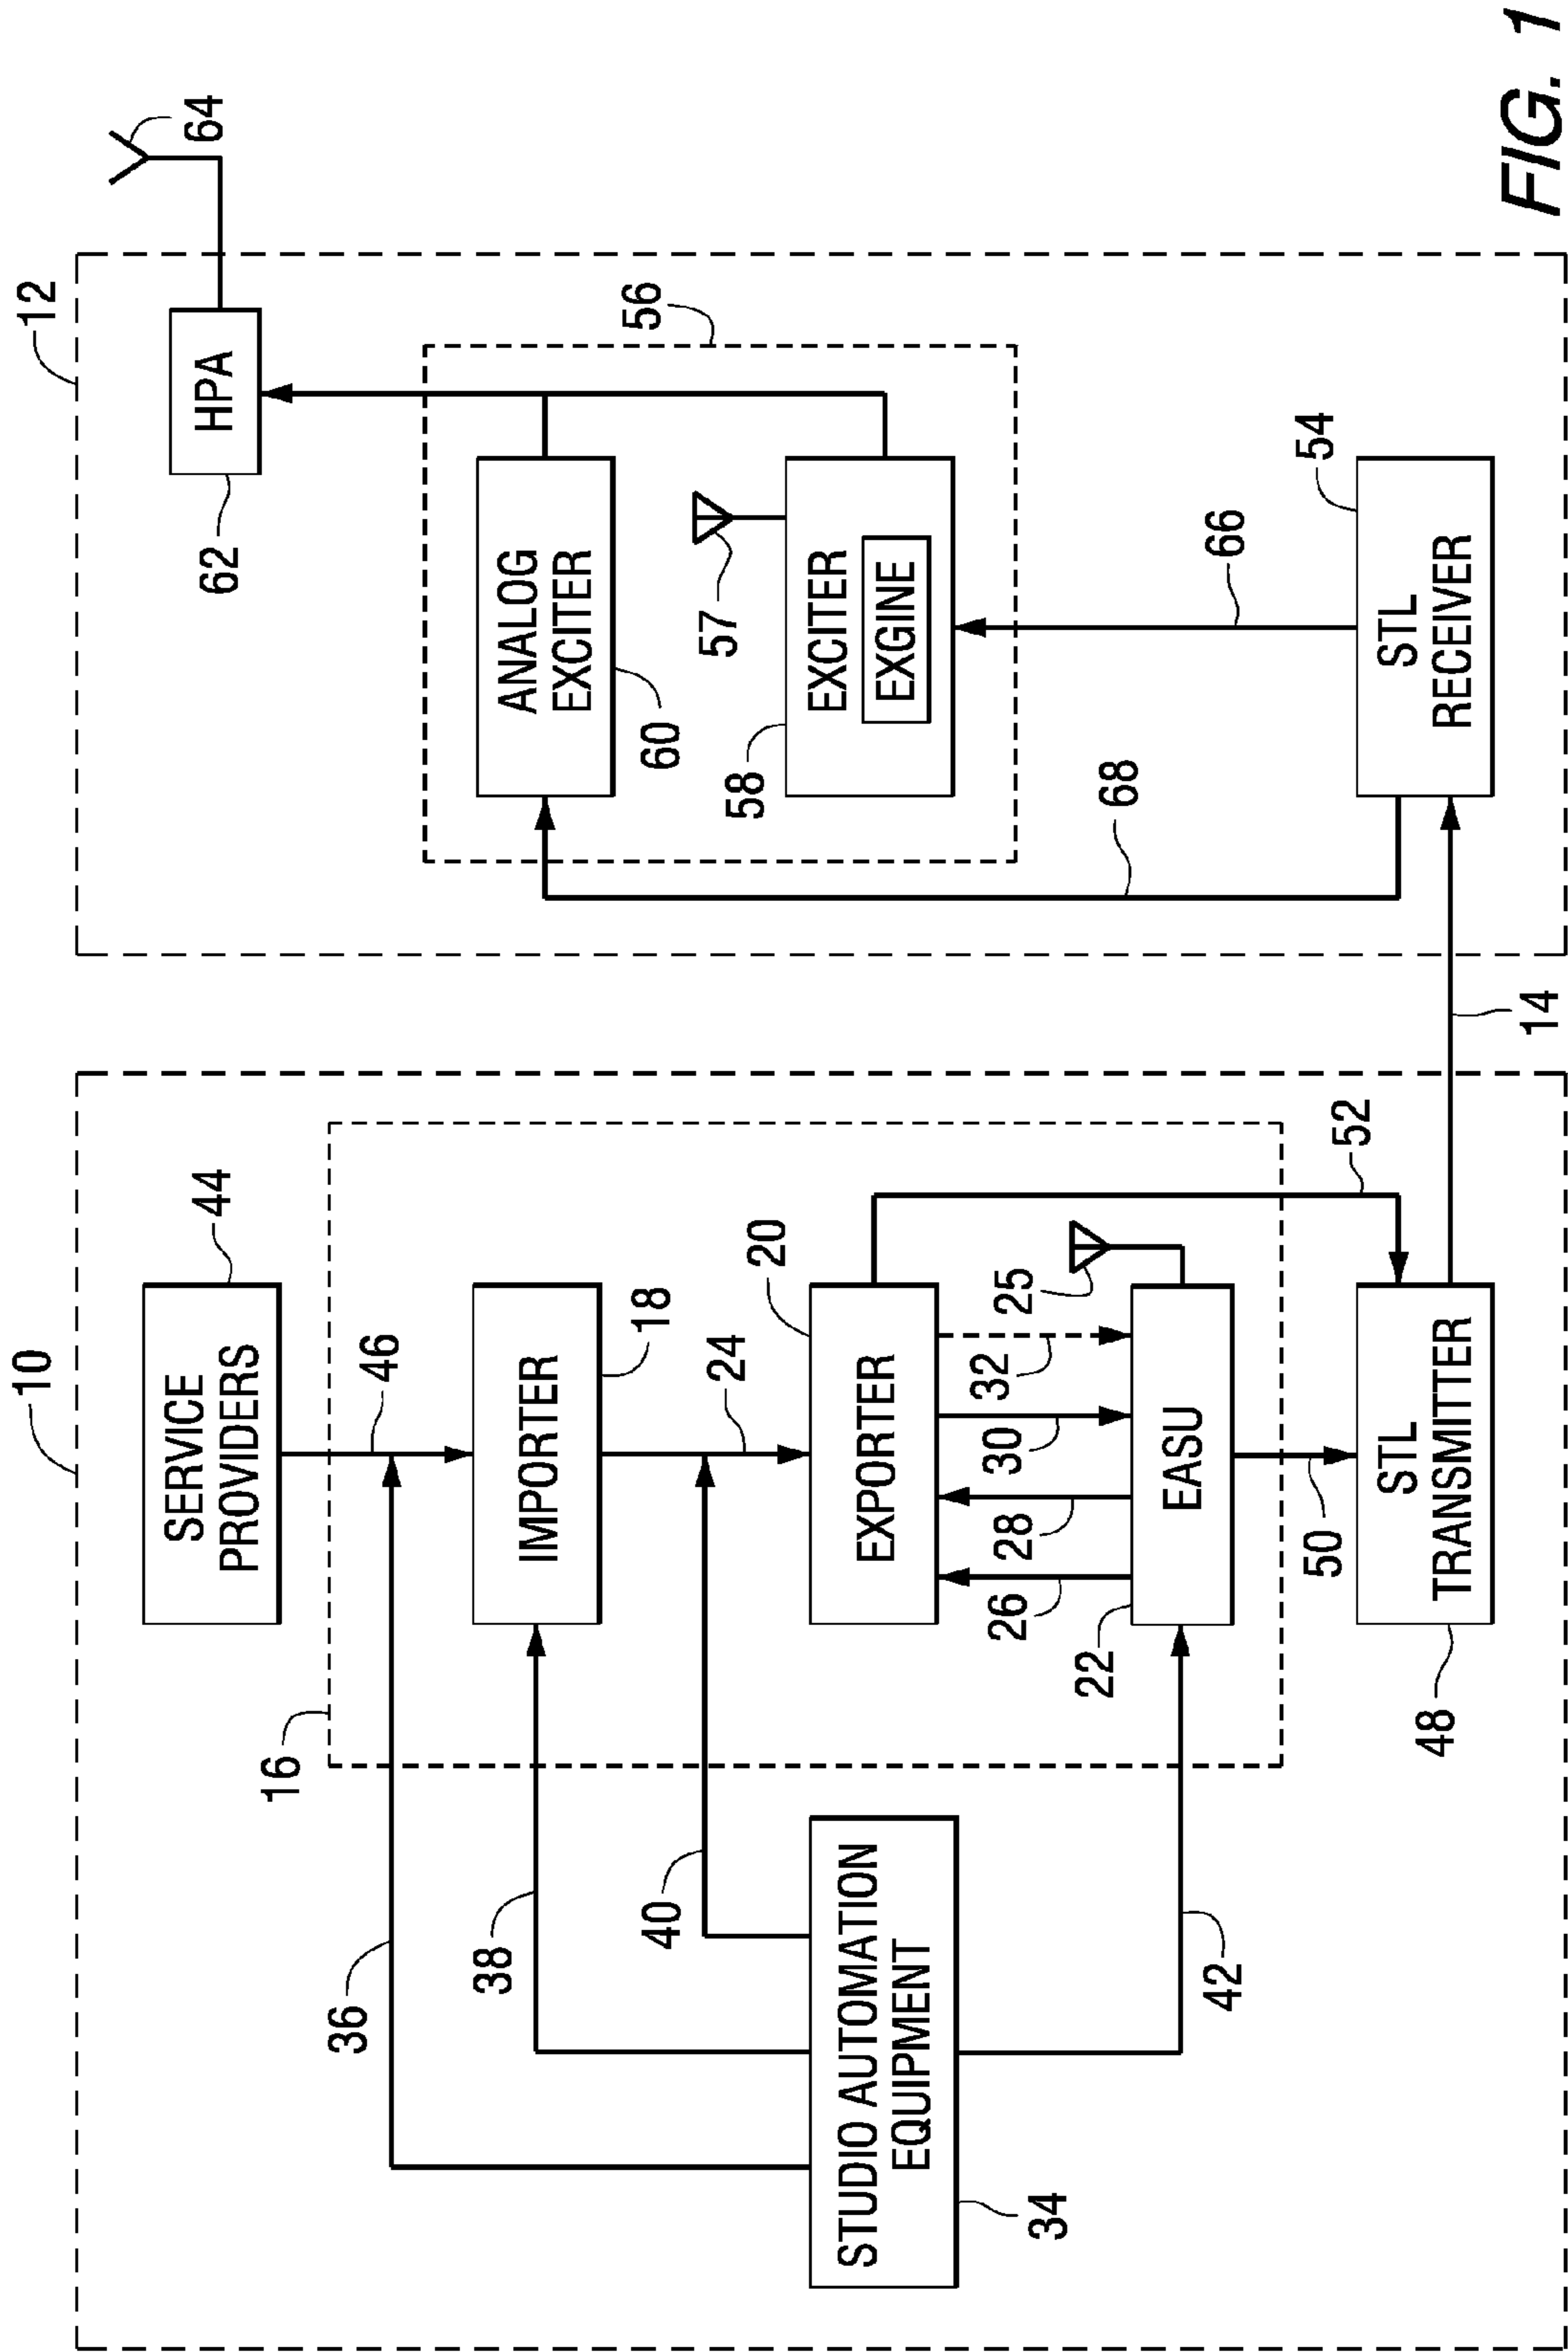 10
SERVICE
PROVIDERS
44
46
36
16
IMPORTER
18
38
24
40
EXPORTER
20
STUDIO AUTOMATION
EQUIPMENT
34
26
28
30
32
25
22
EASU
42
50
52
STL
TRANSMITTER
48
14
12
HPA
62
64
56
ANALOG
EXCITER
60
57
58
EXCITER
EXGINE
66
68
54
STL
RECEIVER
FIG. 1